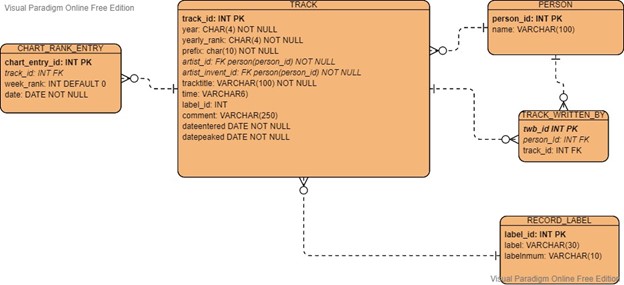 Visual Paradigm Online Free Edition
TRACK
track_id: INT PK
year: CHAR(4) NOT NULL
yearly_rank: CHAR(4) NOT NULL
prefix: char(10) NOT NULL
artist_id: FK person(person_id) NOT NULL
artist_invent_id: FK person(person_id) NOT NULL
tracktitle: VARCHAR(100) NOT NULL
time: VARCHAR6)
label_id: INT
comment: VARCHAR(250)
dateentered DATE NOT NULL
datepeaked DATE NOT NULL
PERSON
person_id: INT PK
name: VARCHAR(100)
CHART_RANK_ENTRY
chart_entry_id: INT PK
track_id: INT FK
week_rank: INT DEFAULT 0
date: DATE NOT NULL
TRACK_WRITTEN_BY
twb_id INT PK
person_id: INT FK
track_id: INT FK
RECORD_LABEL
label_id: INT PK
label: VARCHAR(30)
labelnmum: VARCHAR(10)
Visual Paradigm Online Free Edition